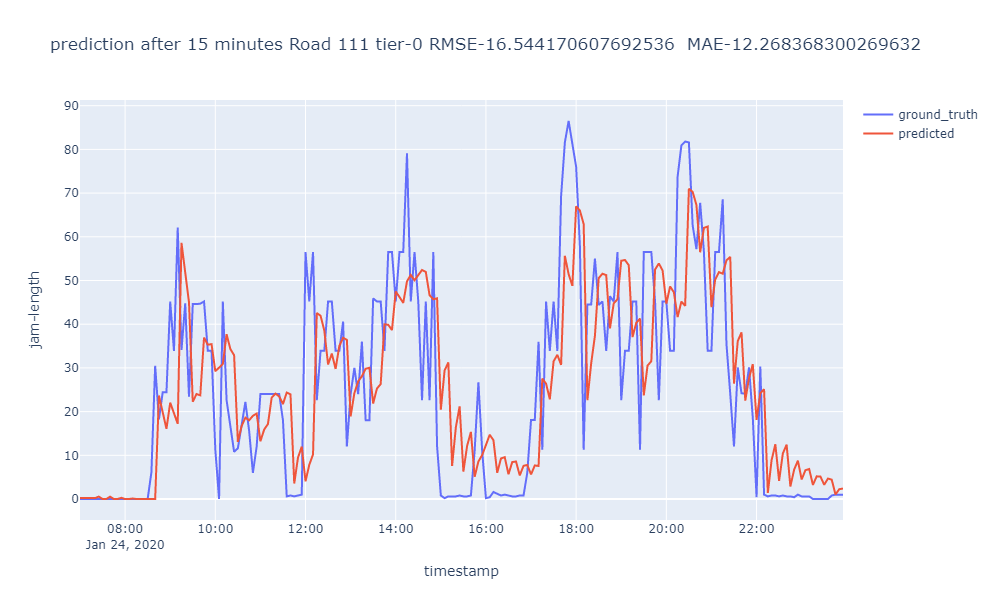 prediction after 15 minutes Road 111 tier-0 RMSE-16.544170607692536  MAE-12.268368300269632
ground_truth
predicted
90
80
70
60
50
40
30
20
10
0
jam-length
08:00 10:00 12:00 14:00 16:00 18:00 20:00 22:00
Jan 24, 2020
timestamp